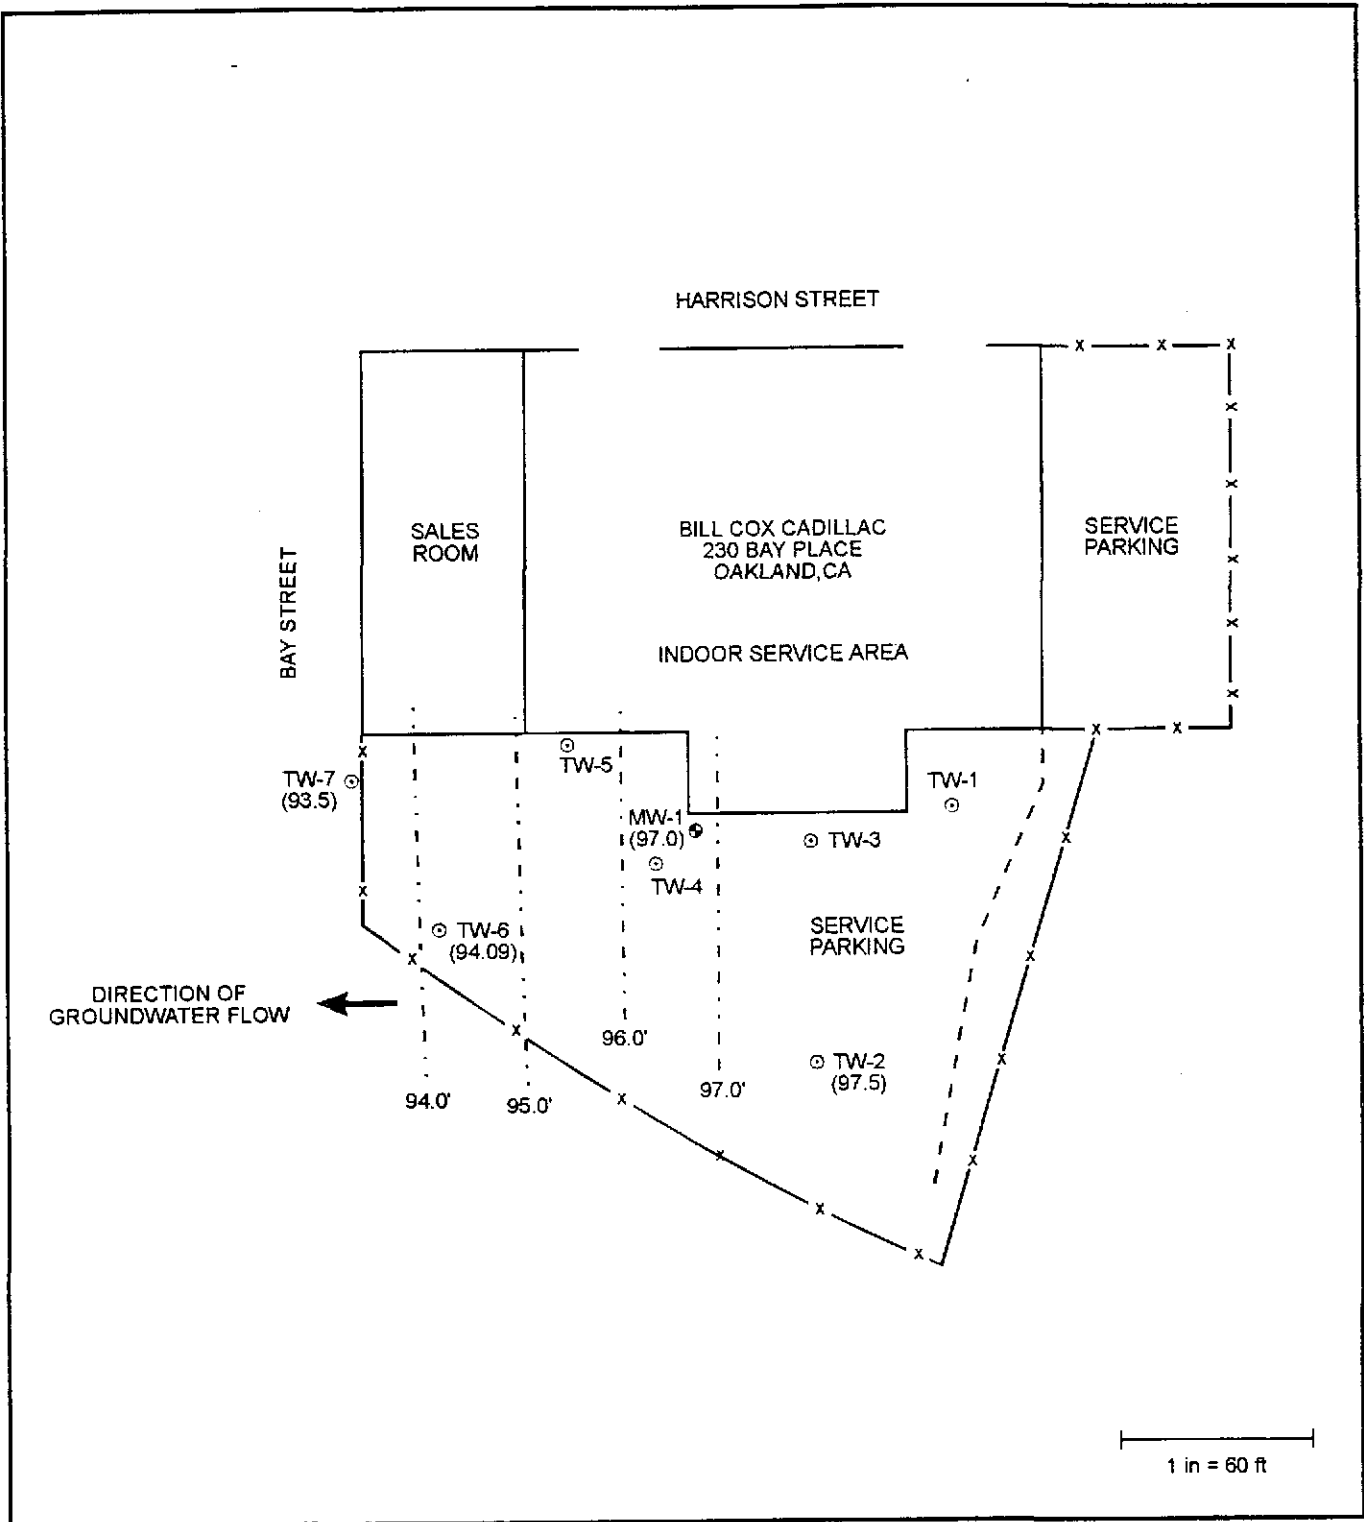 HARRISON STREET
SALES
ROOM
BILL COX CADILLAC
230 BAY PLACE
OAKLAND, CA
SERVICE
PARKING
BAY STREET
INDOOR SERVICE AREA
TW-5
TW-7
(93.5)
TW-1
MW-1
(97.0)
TW-3
TW-4
TW-6
(94.09)
SERVICE
PARKING
DIRECTION OF
GROUNDWATER FLOW
96.0'
97.0'
TW-2
(97.5)
94.0'
95.0'
1 in = 60 ft